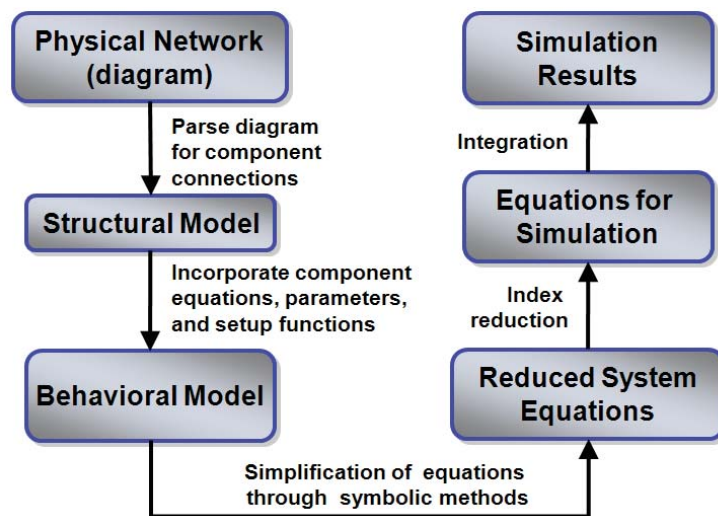 Physical Network
(diagram)
Parse diagram
for component
connections
Structural Model
Incorporate component
equations, parameters,
and setup functions
Behavioral Model
Simplification of equations
through symbolic methods
Reduced System
Equations
Index
reduction
Equations for
Simulation
Integration
Simulation
Results